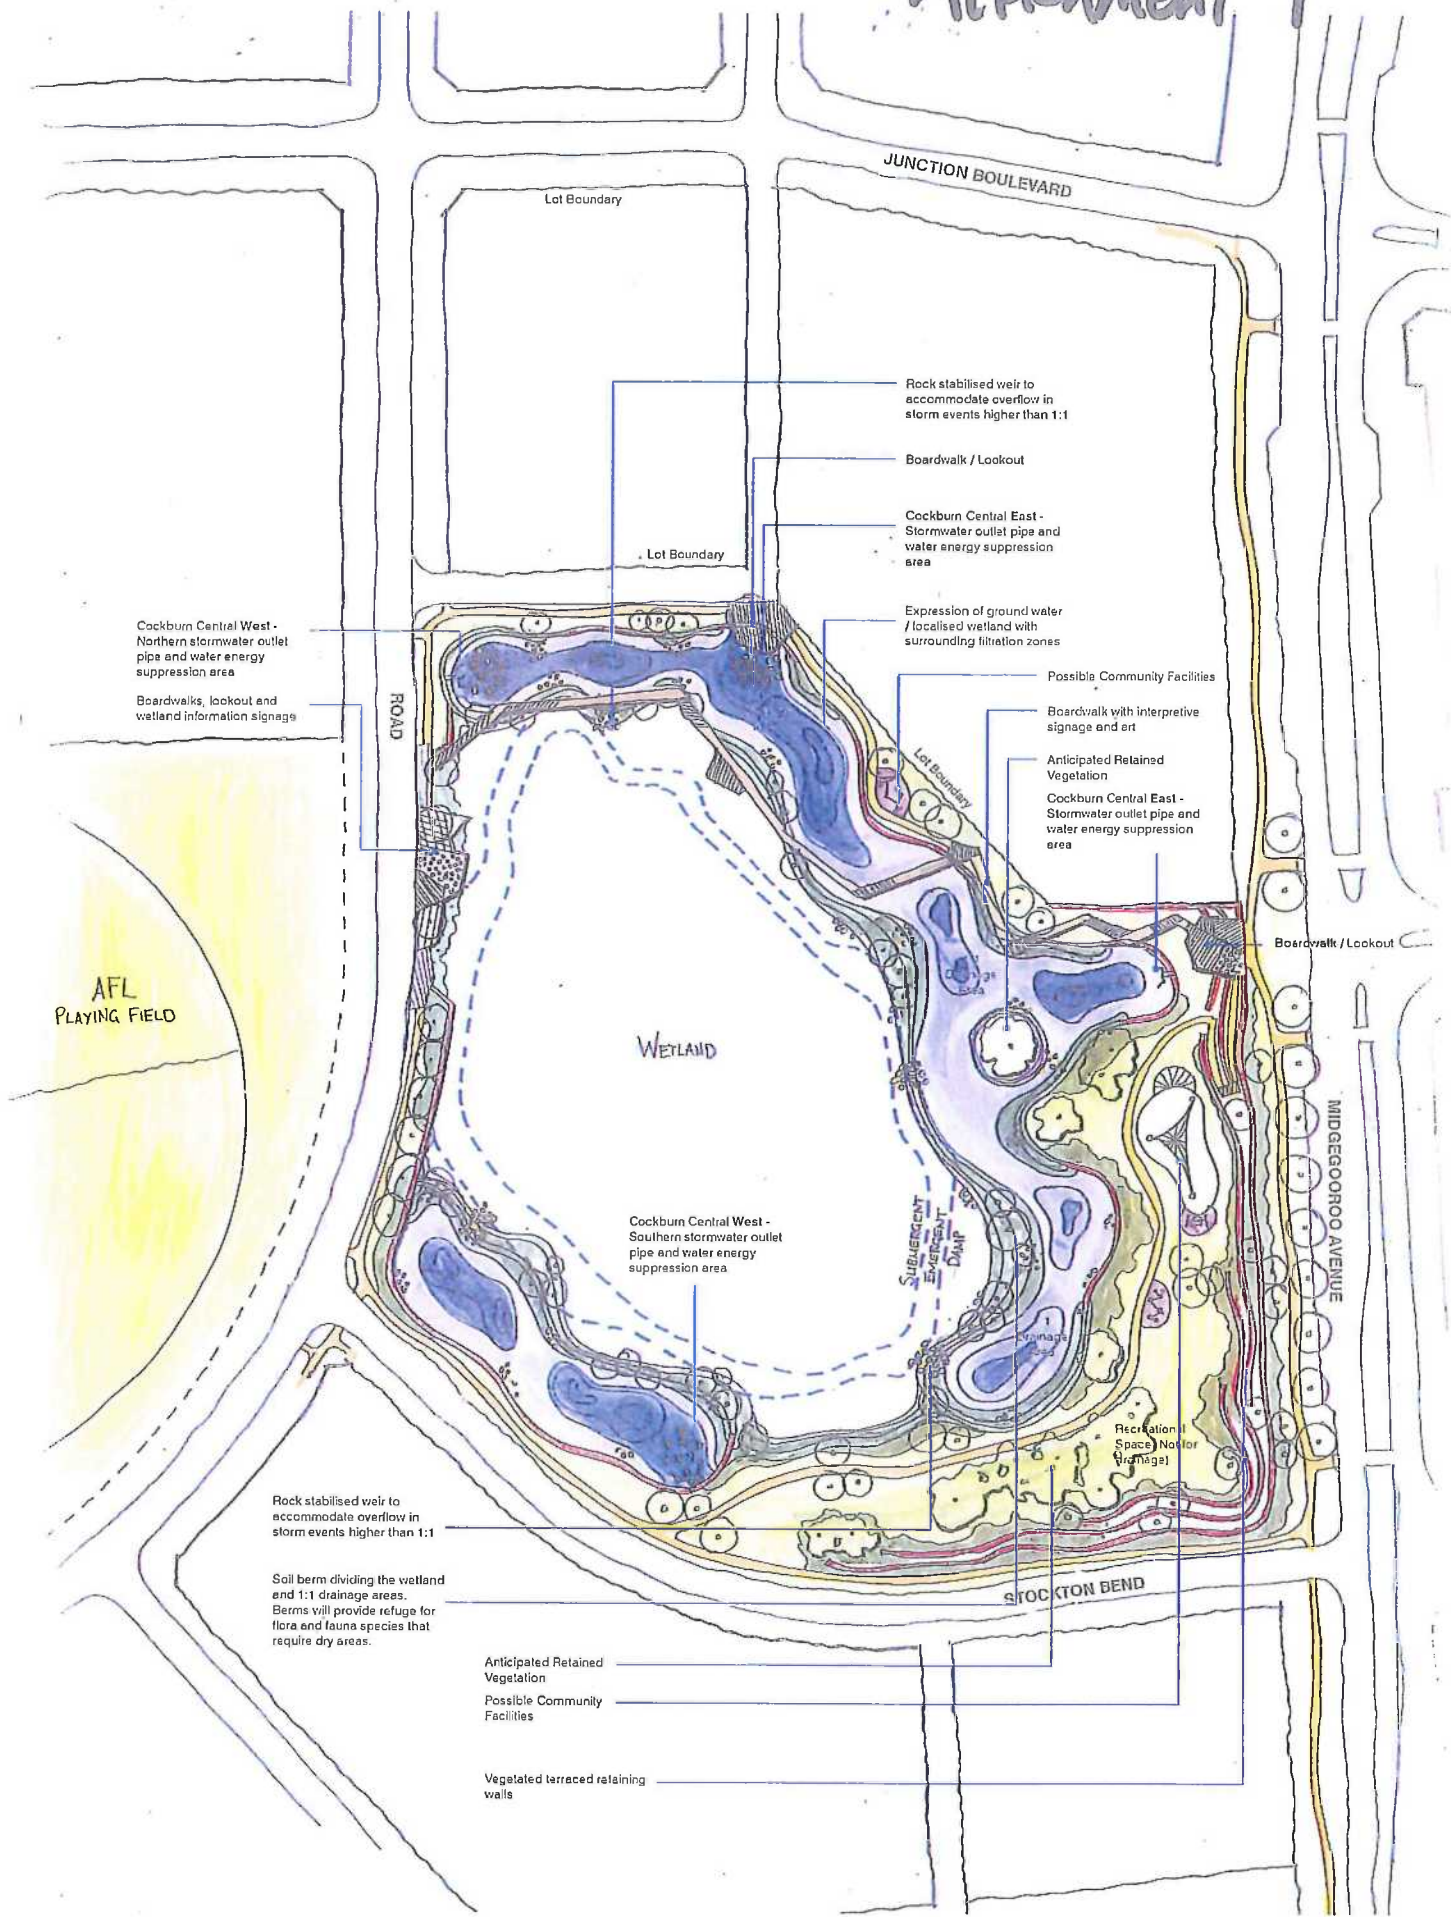 Attachment
JUNCTION BOULEVARD
Lot Boundary
Rock stabilised weir to
accommodate overflow in
storm events higher than 1:1
Boardwalk / Lookout
Cockburn Central East -
Stormwater outlet pipe and
water energy suppression
area
Lot Boundary
Expression of ground water
/ localised wetland with
surrounding filtration zones
Cockburn Central West -
Northern stormwater outlet
pipe and water energy
suppression area
Possible Community Facilities
Boardwalks, lookout and
wetland information signage
ROAD
Boardwalk with interpretive
signage and art
Anticipated Retained
Vegetation
Lot Boundary
Cockburn Central East -
Stormwater outlet pipe and
water energy suppression
area
Boardwalk / Lookout
Drainage
Area
AFL
PLAYING FIELD
WETLAND
MIDGEGOOROO AVENUE
SUBMERGENT
EMERGENT
DAMP
Cockburn Central West -
Southern stormwater outlet
pipe and water energy
suppression area
1
Drainage
Recreational
Space( Not for
drainage)
Rock stabilised weir to
accommodate overflow in
storm events higher than 1:1
Soil berm dividing the wetland
and 1:1 drainage areas.
Berms will provide refuge for
flora and fauna species that
require dry areas.
STOCKTON BEND
Anticipated Retained
Vegetation
Possible Community
Facilities
Vegetated terraced retaining
walls